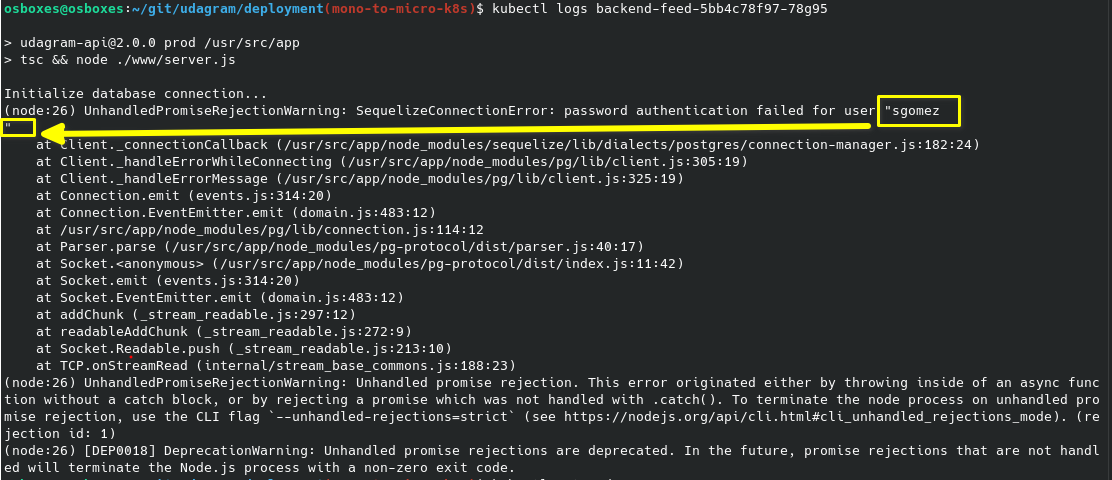 osboxes@osboxes:~/git/udagram/deployment(mono-to-micro-k8s)$ kubectl logs backend-feed-5bb4c78f97-78g95
> udagram-api@2.0.0 prod /usr/src/app
> tsc && node ./www/server.js
Initialize database connection...
(node:26) UnhandledPromiseRejectionWarning: SequelizeConnectionError: password authentication failed for user "sgomez
"
at Client._connectionCallback (/usr/src/app/node_modules/sequelize/lib/dialects/postgres/connection-manager.js:182:24)
at Client._handleErrorWhileConnecting (/usr/src/app/node_modules/pg/lib/client.js:305:19)
at Client._handleErrorMessage (/usr/src/app/node_modules/pg/lib/client.js:325:19)
at Connection.emit (events.js:314:20)
at Connection.EventEmitter.emit (domain.js:483:12)
at /usr/src/app/node_modules/pg/lib/connection.js:114:12
at Parser.parse (/usr/src/app/node_modules/pg-protocol/dist/parser.js:40:17)
at Socket.<anonymous> (/usr/src/app/node_modules/pg-protocol/dist/index.js:11:42)
at Socket.emit (events.js:314:20)
at Socket.EventEmitter.emit (domain.js:483:12)
at addChunk (_stream_readable.js:297:12)
at readableAddChunk (_stream_readable.js:272:9)
at Socket.Readable.push (_stream_readable.js:213:10)
at TCP.onStreamRead (internal/stream_base_commons.js:188:23)
(node:26) UnhandledPromiseRejectionWarning: Unhandled promise rejection. This error originated either by throwing inside of an async func
tion without a catch block, or by rejecting a promise which was not handled with .catch(). To terminate the node process on unhandled pro
mise rejection, use the CLI flag `--unhandled-rejections=strict` (see https://nodejs.org/api/cli.html#cli_unhandled_rejections_mode). (re
jection id: 1)
(node:26) [DEP0018] DeprecationWarning: Unhandled promise rejections are deprecated. In the future, promise rejections that are not handl
ed will terminate the Node.js process with a non-zero exit code.